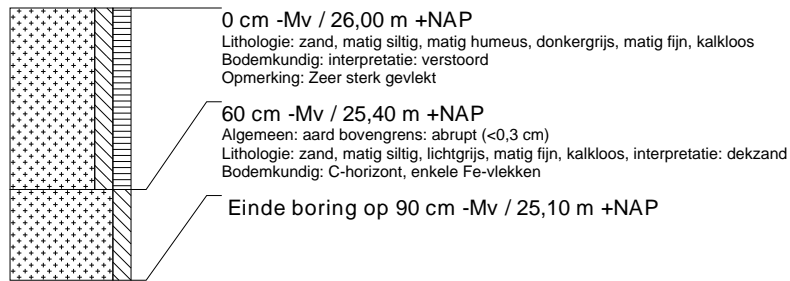 0 cm -Mv / 26,00 m +NAP
Lithologie: zand, matig siltig, matig humeus, donkergrijs, matig fijn, kalkloos
Bodemkundig: interpretatie: verstoord
Opmerking: Zeer sterk gevlekt
60 cm -Mv / 25,40 m +NAP
Algemeen: aard bovengrens: abrupt (<0,3 cm)
Lithologie: zand, matig siltig, lichtgrijs, matig fijn, kalkloos, interpretatie: dekzand
Bodemkundig: C-horizont, enkele Fe-vlekken
Einde boring op 90 cm -Mv / 25,10 m +NAP